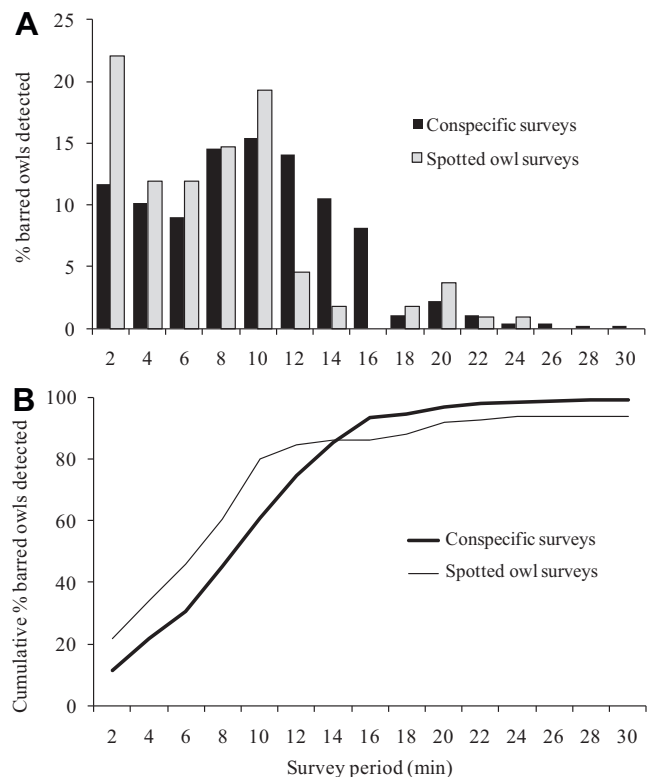 A
25
20
15
10
5
0
% barred owls detected
Conspecific surveys
Spotted owl surveys
2 4 6 8 10 12 14 16 18 20 22 24 26 28 30
B
100
80
60
40
20
0
Cumulative % barred owls detected
Conspecific surveys
Spotted owl surveys
2 4 6 8 10 12 14 16 18 20 22 24 26 28 30
Survey period (min)